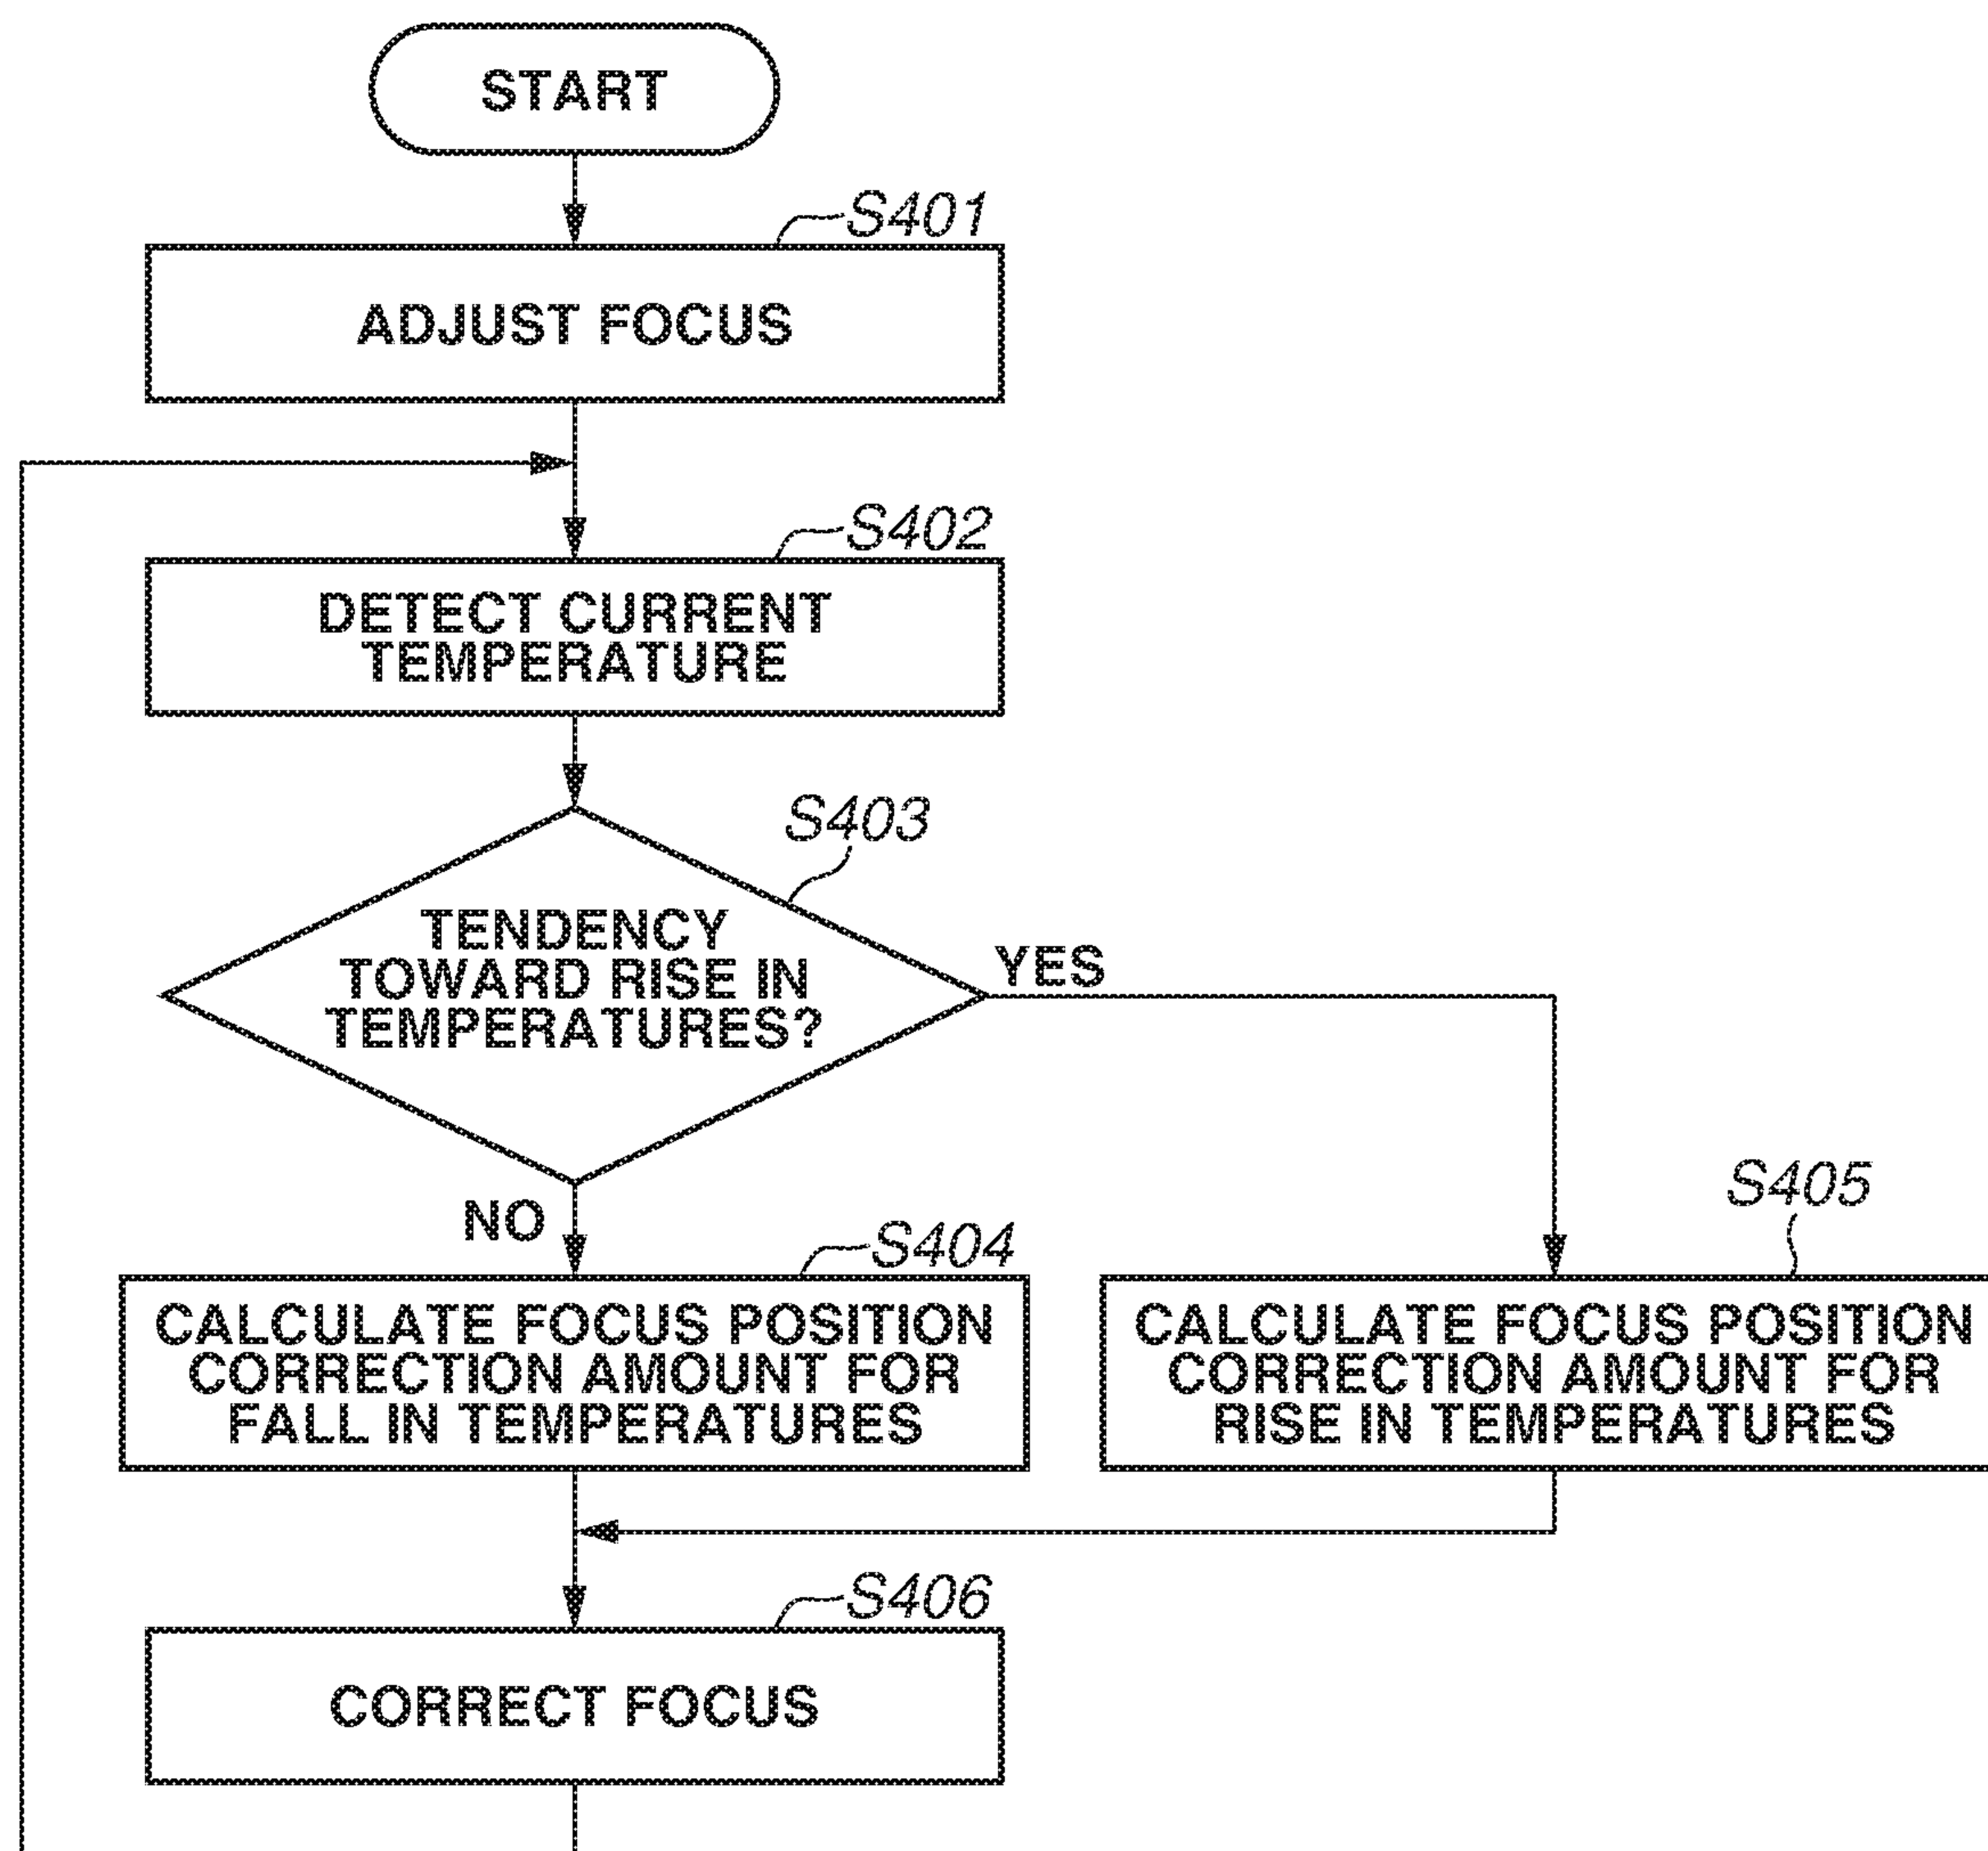 START
S401
ADJUST FOCUS
S402
DETECT CURRENT
TEMPERATURE
S403
TENDENCY
TOWARD RISE IN
TEMPERATURES?
YES
NO
S404
CALCULATE FOCUS POSITION
CORRECTION AMOUNT FOR
FALL IN TEMPERATURES
S405
CALCULATE FOCUS POSITION
CORRECTION AMOUNT FOR
RISE IN TEMPERATURES
S406
CORRECT FOCUS